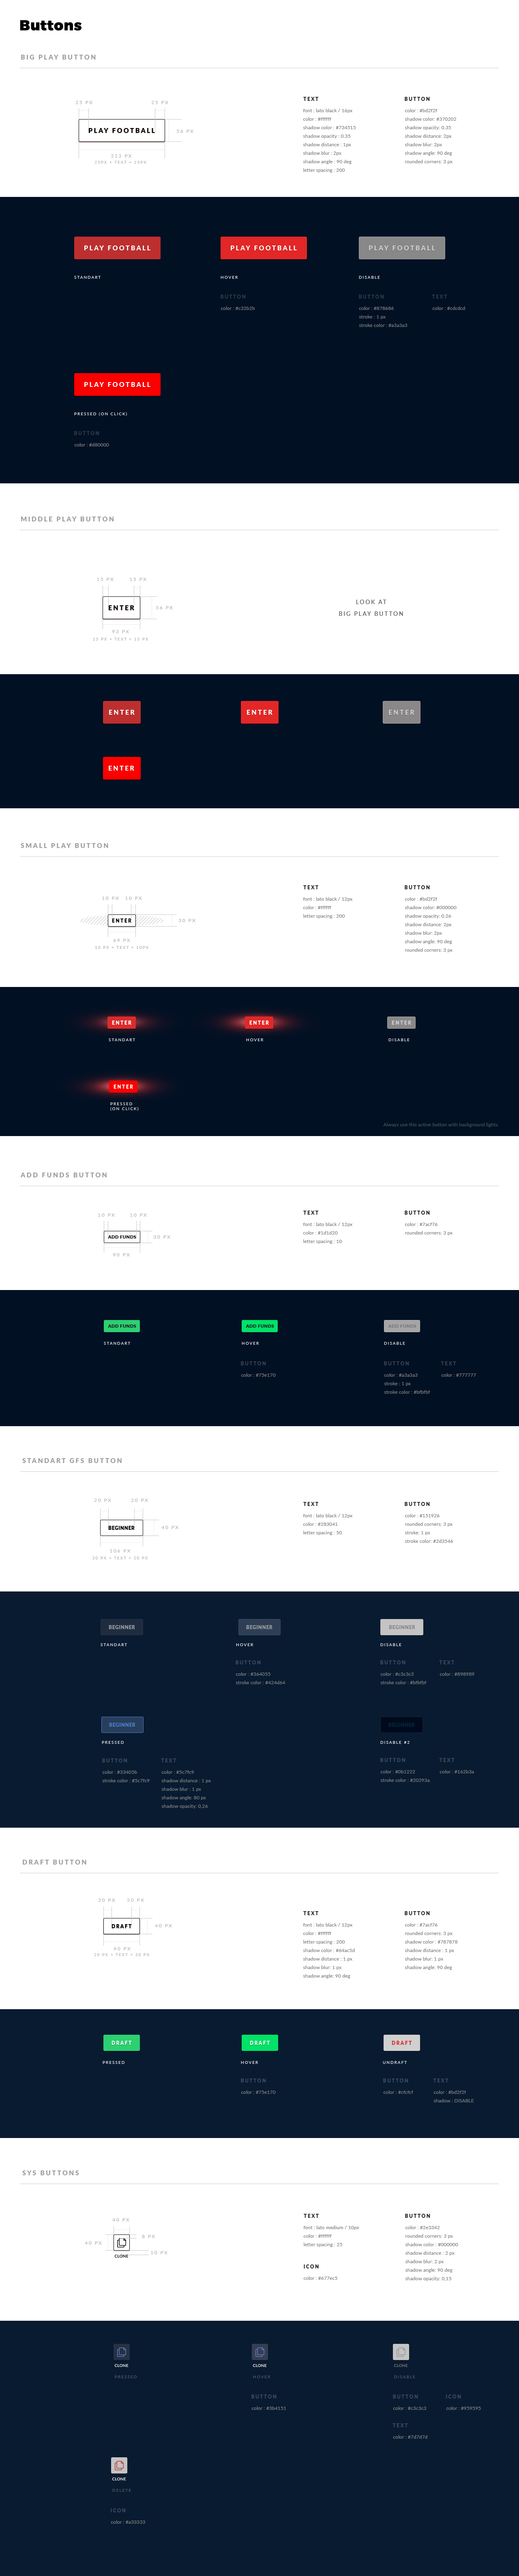 Buttons
BIG PLAY BUTTON
25 PX 25 PX
PLAY FOOTBALL
56 PX
213 PX
25PX + TEXT + 25PX
TEXT
font : lato black / 16px
color : #ffffff
shadow color : #734515
shadow opacity : 0.35
shadow distance : 1px
shadow blur : 3px
shadow angle : 90 deg
letter spacing : 200
BUTTON
color : #bd2f2f
shadow color: #370202
shadow opacity: 0.35
shadow distance: 2px
shadow blur: 2px
shadow angle: 90 deg
rounded corners: 3 px
PLAY FOOTBALL
STANDART
PLAY FOOTBALL
HOVER
BUTTON
color : #c33b2b
PLAY FOOTBALL
DISABLE
BUTTON
color : #878686
stroke : 1 px
stroke color : #a3a3a3
TEXT
color : #cdcdcd
PLAY FOOTBALL
PRESSED (ON CLICK)
BUTTON
color : #d80000
MIDDLE PLAY BUTTON
15 PX 15 PX
ENTER
56 PX
93 PX
15 PX + TEXT + 15 PX
LOOK AT
BIG PLAY BUTTON
ENTER
ENTER
ENTER
ENTER
SMALL PLAY BUTTON
10 PX 10 PX
ENTER
30 PX
69 PX
10 PX + TEXT + 10PX
TEXT
font : lato black / 12px
color : #ffffff
letter spacing : 200
BUTTON
color : #bd2f2f
shadow color: #000000
shadow opacity: 0.26
shadow distance: 2px
shadow blur: 2px
shadow angle: 90 deg
rounded corners: 3 px
ENTER
STANDART
ENTER
HOVER
ENTER
DISABLE
ENTER
PRESSED
(ON CLICK)
Always use this active button with background lights.
ADD FUNDS BUTTON
10 PX 10 PX
ADD FUNDS
30 PX
90 PX
TEXT
font : lato black / 12px
color : #1d1d20
letter spacing : 10
BUTTON
color : #7acf76
rounded corners: 3 px
ADD FUNDS
STANDART
ADD FUNDS
HOVER
BUTTON
color : #75e170
ADD FUNDS
DISABLE
BUTTON
color : #a3a3a3
stroke : 1 px
stroke color : #bfbfbf
TEXT
color : #777777
STANDART GFS BUTTON
20 PX 20 PX
BEGINNER
40 PX
106 PX
20 PX + TEXT + 20 PX
TEXT
font : lato black / 12px
color : #283041
letter spacing : 50
BUTTON
color : #151926
rounded corners: 3 px
stroke: 1 px
stroke color: #2d3546
BEGINNER
STANDART
BEGINNER
HOVER
BUTTON
color : #364055
stroke color : #424d64
BEGINNER
DISABLE
BUTTON
color : #c3c3c3
stroke color : #bfbfbf
TEXT
color : #898989
BEGINNER
PRESSED
BUTTON
color : #33405b
stroke color : #5c7fc9
TEXT
color : #5c7fc9
shadow distance : 1 px
shadow blur : 1 px
shadow angle: 80 px
shadow opacity: 0,26
BEGINNER
DISABLE #2
BUTTON
color : #0b1222
stroke color : #20293a
TEXT
color : #162b3a
DRAFT BUTTON
20 PX 20 PX
DRAFT
40 PX
90 PX
20 PX + TEXT + 20 PX
TEXT
font : lato black / 12px
color : #ffffff
letter spacing : 200
shadow color : #64ac5d
shadow distance : 1 px
shadow blur: 1 px
shadow angle: 90 deg
BUTTON
color : #7acf76
rounded corners: 3 px
shadow color : #787878
shadow distance : 1 px
shadow blur: 1 px
shadow angle: 90 deg
DRAFT
PRESSED
DRAFT
HOVER
BUTTON
color : #75e170
DRAFT
UNDRAFT
BUTTON
color : #cfcfcf
TEXT
color : #bd2f2f
shadow : DISABLE
SYS BUTTONS
40 PX
40 PX
8 PX
10 PX
CLONE
TEXT
font : lato medium / 10px
color : #ffffff
letter spacing : 25
ICON
color : #677ec5
BUTTON
color : #2e3342
rounded corners: 3 px
shadow color : #000000
shadow distance : 2 px
shadow blur: 2 px
shadow angle: 90 deg
shadow opacity: 0,15
CLONE
PRESSED
CLONE
HOVER
BUTTON
color : #3b4151
CLONE
DISABLE
BUTTON
color : #c3c3c3
ICON
color : #959595
TEXT
color : #7d7d7d
CLONE
DELETE
ICON
color : #a33333